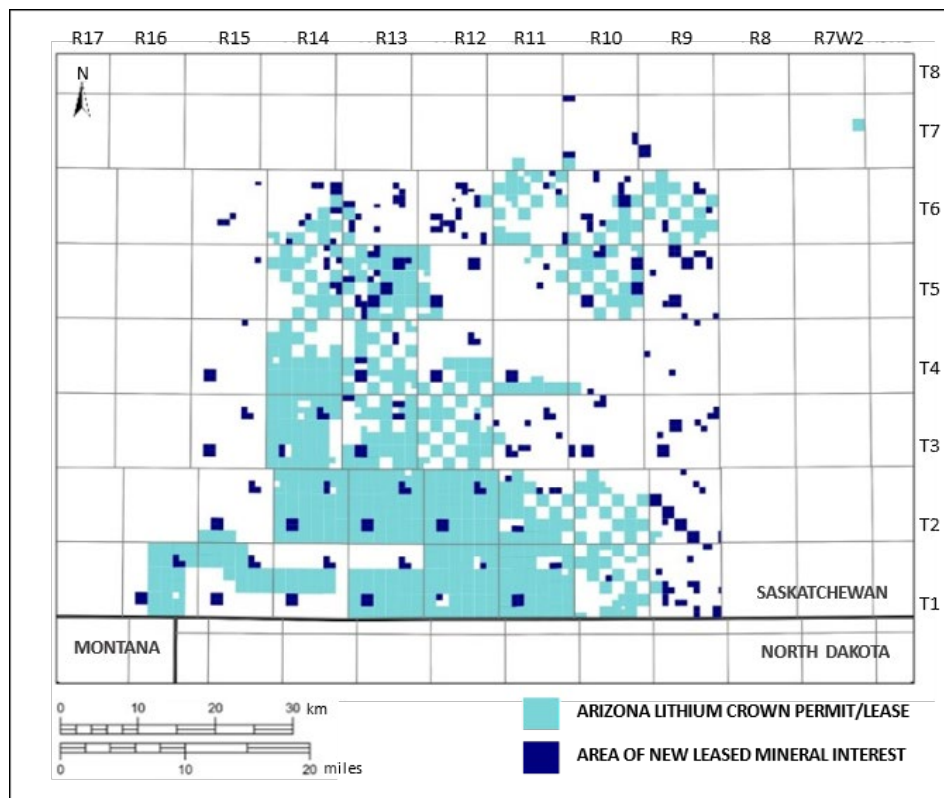 R17 R16 R15 R14 R13 R12 R11 R10 R9 R8 R7W2
T8
N
T7
T6
T5
T4
T3
T2
SASKATCHEWAN
T1
MONTANA
NORTH DAKOTA
0 10 20 30 km
ARIZONA LITHIUM CROWN PERMIT/LEASE
AREA OF NEW LEASED MINERAL INTEREST
0 10 20 miles